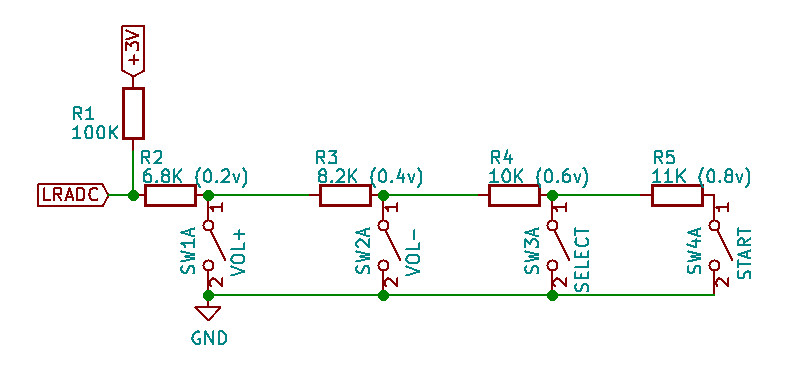 +3V
R1
100K
R2
6.8K (0.2v)
R3
8.2K (0.4v)
R4
10K (0.6v)
R5
11K (0.8v)
LRADC
1
SW1A
VOL+
2
1
SW2A
VOL-
2
1
SW3A
SELECT
2
1
SW4A
START
2
GND